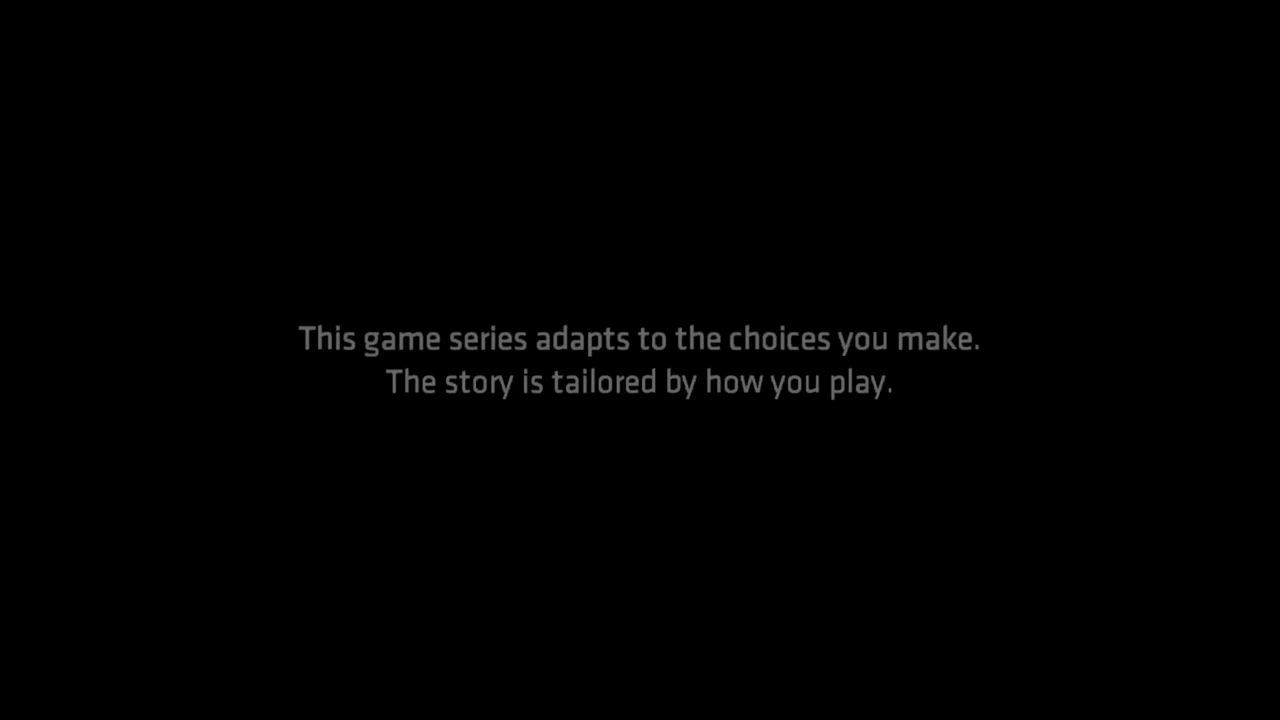 This game series adapts to the choices you make.
The story is tailored by how you play.